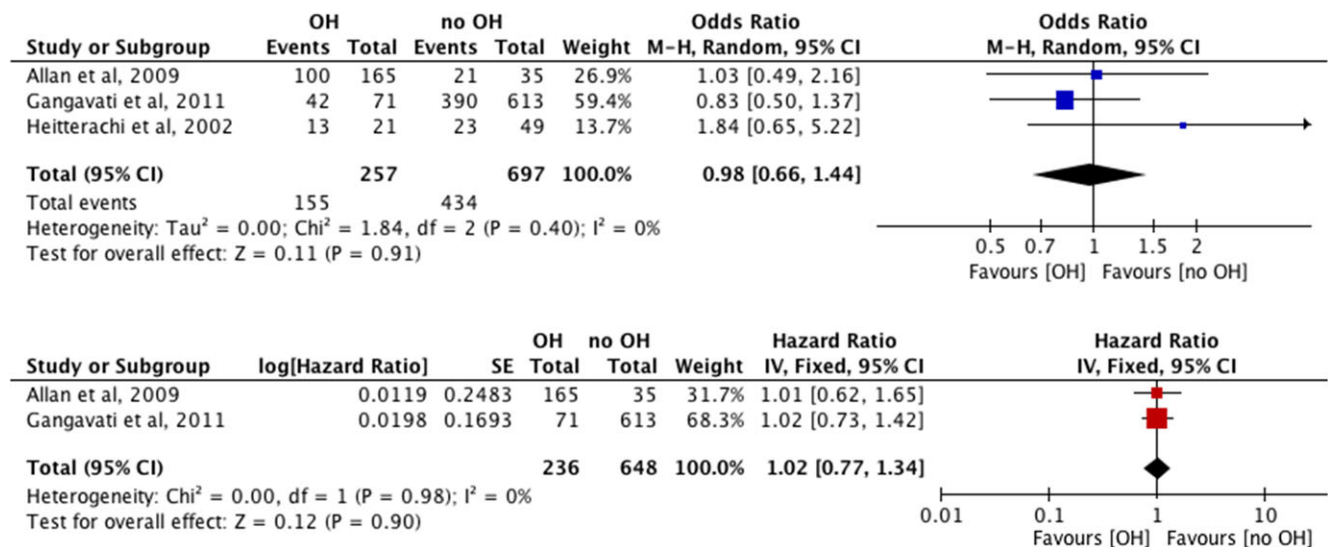 OH no OH Odds Ratio Odds Ratio
Study or Subgroup Events Total Events Total Weight M-H, Random, 95% CI M-H, Random, 95% CI
Allan et al, 2009 100 165 21 35 26.9% 1.03 [0.49, 2.16]
Gangavati et al, 2011 42 71 390 613 59.4% 0.83 [0.50, 1.37]
Heitterachi et al, 2002 13 21 23 49 13.7% 1.84 [0.65, 5.22]
Total (95% CI) 257 697 100.0% 0.98 [0.66, 1.44]
Total events 155 434
Heterogeneity: Tau² = 0.00; Chi² = 1.84, df = 2 (P = 0.40); I² = 0%
Test for overall effect: Z = 0.11 (P = 0.91)
0.5 0.7 1 1.5 2
Favours [OH] Favours [no OH]
OH no OH Hazard Ratio Hazard Ratio
Study or Subgroup log[Hazard Ratio] SE Total Total Weight IV, Fixed, 95% CI IV, Fixed, 95% CI
Allan et al, 2009 0.0119 0.2483 165 35 31.7% 1.01 [0.62, 1.65]
Gangavati et al, 2011 0.0198 0.1693 71 613 68.3% 1.02 [0.73, 1.42]
Total (95% CI) 236 648 100.0% 1.02 [0.77, 1.34]
Heterogeneity: Chi² = 0.00, df = 1 (P = 0.98); I² = 0%
Test for overall effect: Z = 0.12 (P = 0.90)
0.01 0.1 1 10
Favours [OH] Favours [no OH]